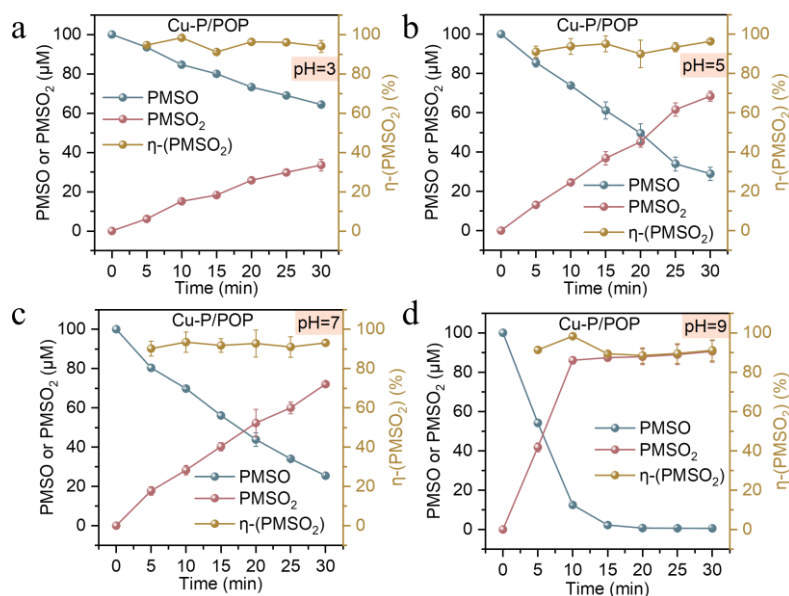 a
Cu-P/POP
pH=3
PMSO or PMSO₂ (μM)
100
80
60
40
20
0
PMSO
PMSO₂
η-(PMSO₂)
100
80
60
40
20
0
η-(PMSO₂) (%)
0 5 10 15 20 25 30
Time (min)
b
Cu-P/POP
pH=5
PMSO or PMSO₂ (μM)
100
80
60
40
20
0
PMSO
PMSO₂
η-(PMSO₂)
100
80
60
40
20
0
η-(PMSO₂) (%)
0 5 10 15 20 25 30
Time (min)
c
Cu-P/POP
pH=7
PMSO or PMSO₂ (μM)
100
80
60
40
20
0
PMSO
PMSO₂
η-(PMSO₂)
100
80
60
40
20
0
η-(PMSO₂) (%)
0 5 10 15 20 25 30
Time (min)
d
Cu-P/POP
pH=9
PMSO or PMSO₂ (μM)
100
80
60
40
20
0
PMSO
PMSO₂
η-(PMSO₂)
100
80
60
40
20
0
η-(PMSO₂) (%)
0 5 10 15 20 25 30
Time (min)